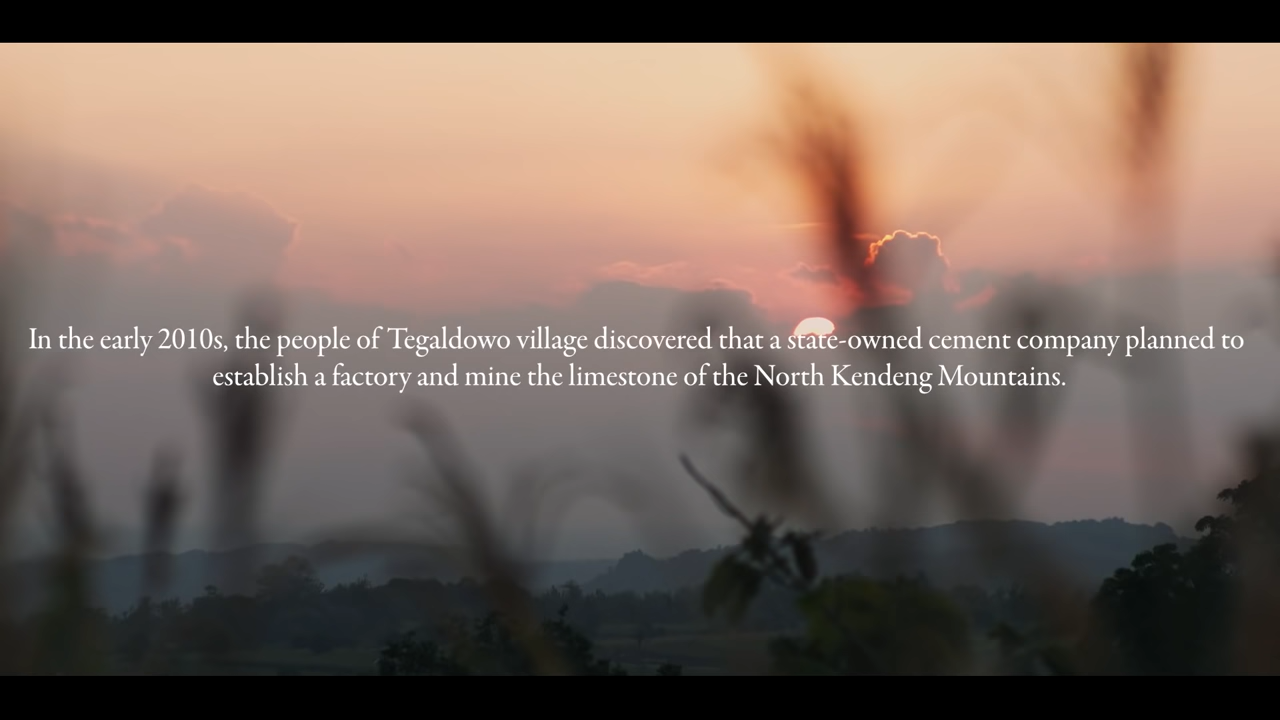 In the early 2010s, the people of Tegaldowo village discovered that a state-owned cement company planned to
establish a factory and mine the limestone of the North Kendeng Mountains.